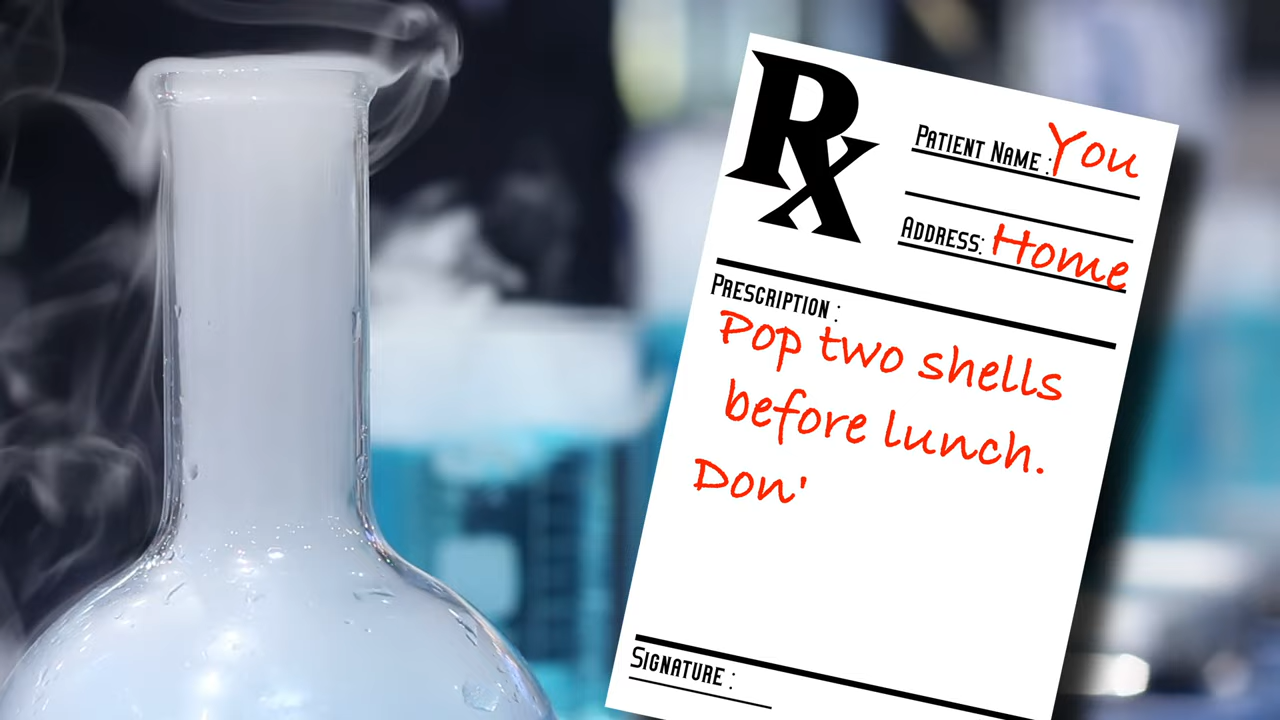 Rx
PATIENT NAME : You
ADDRESS: Home
PRESCRIPTION :
Pop two shells
before lunch.
Don'
SIGNATURE :